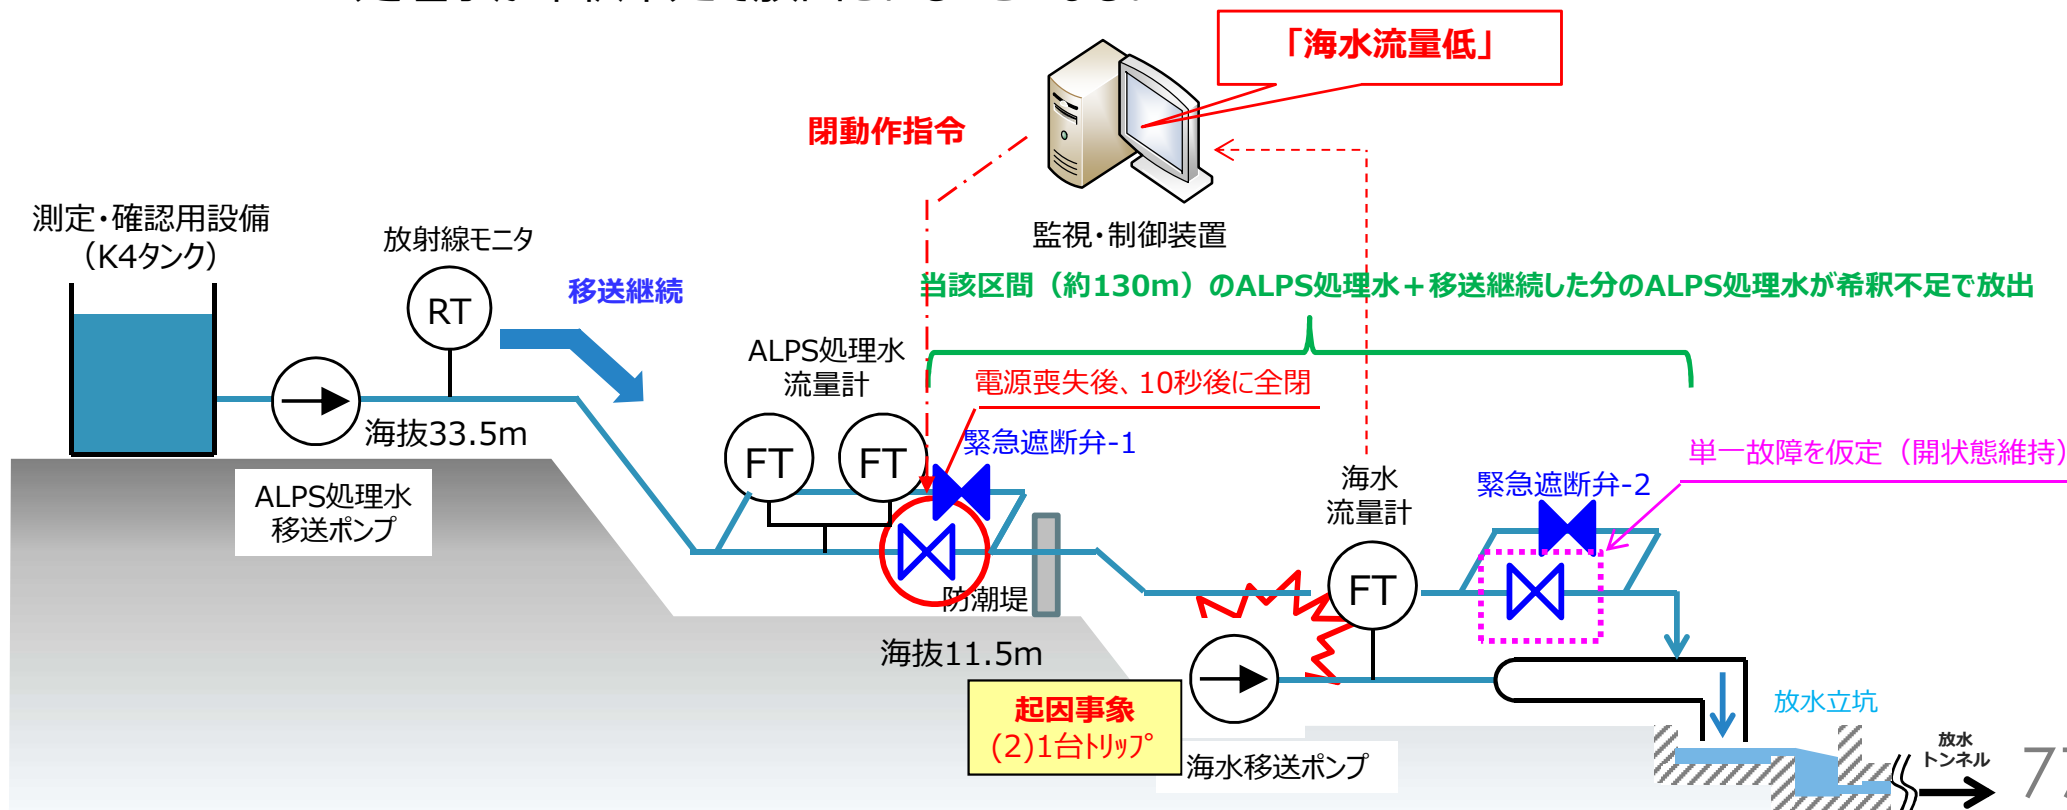 「海水流量低」
閉動作指令
測定・確認用設備
（K4タンク）
放射線モニタ
監視・制御装置
RT
移送継続
当該区間（約130m）のALPS処理水＋移送継続した分のALPS処理水が希釈不足で放出
ALPS処理水
流量計
電源喪失後、10秒後に全閉
海抜33.5m
緊急遮断弁-1
単一故障を仮定（開状態維持）
FT
FT
海水
流量計
緊急遮断弁-2
ALPS処理水
移送ポンプ
FT
防潮堤
海抜11.5m
起因事象
(2)1台ﾄﾘｯﾌﾟ
海水移送ポンプ
放水立坑
放水
トンネル